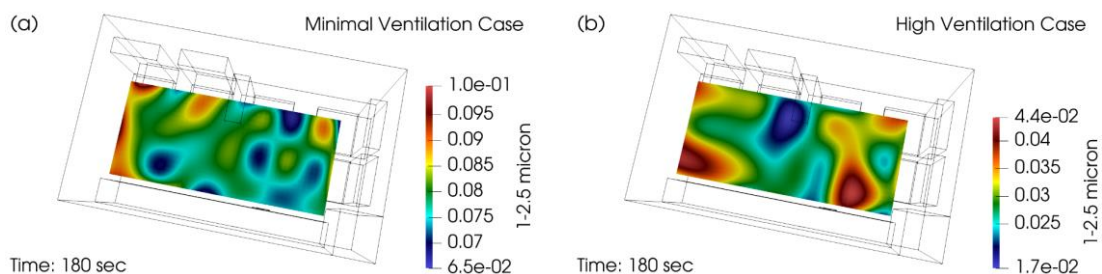 (a)
Minimal Ventilation Case
1.0e-01
0.095
0.09
0.085
0.08
0.075
0.07
6.5e-02
1-2.5 micron
Time: 180 sec
(b)
High Ventilation Case
4.4e-02
0.04
0.035
0.03
0.025
1.7e-02
1-2.5 micron
Time: 180 sec